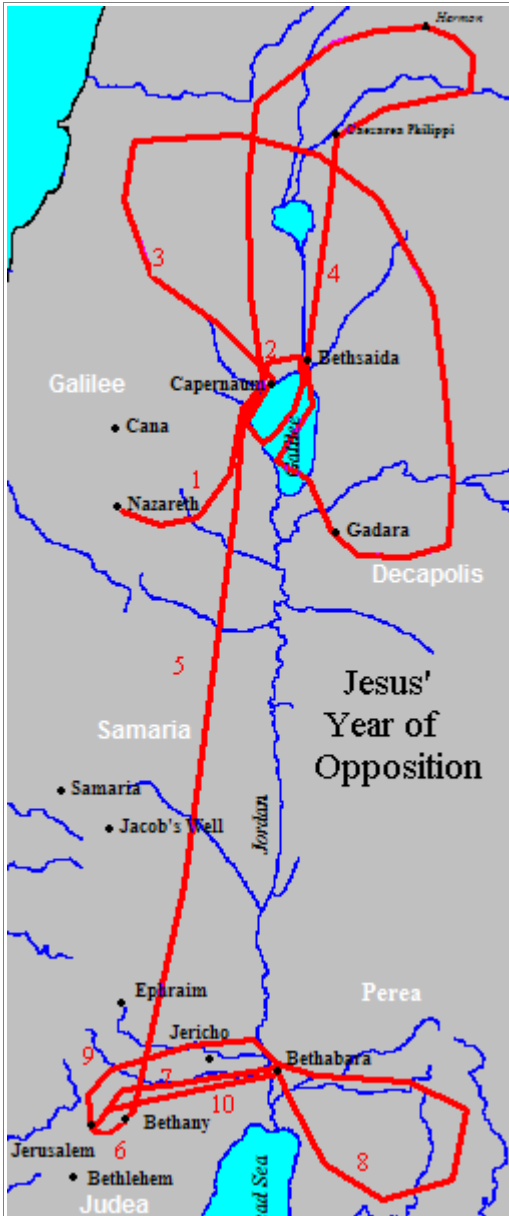 Hermon
Caesarea Philippi
3
4
2
Bethsaida
Galilee
Capernaum
Cana
Galilee
1
Nazareth
Gadara
Decapolis
5
Jesus'
Year of
Opposition
Samaria
Samaria
Jacob's Well
Jordan
Ephraim
Perea
Jericho
9
Bethabara
7
10
Bethany
6
Jerusalem
8
Bethlehem
ead Sea
Judea